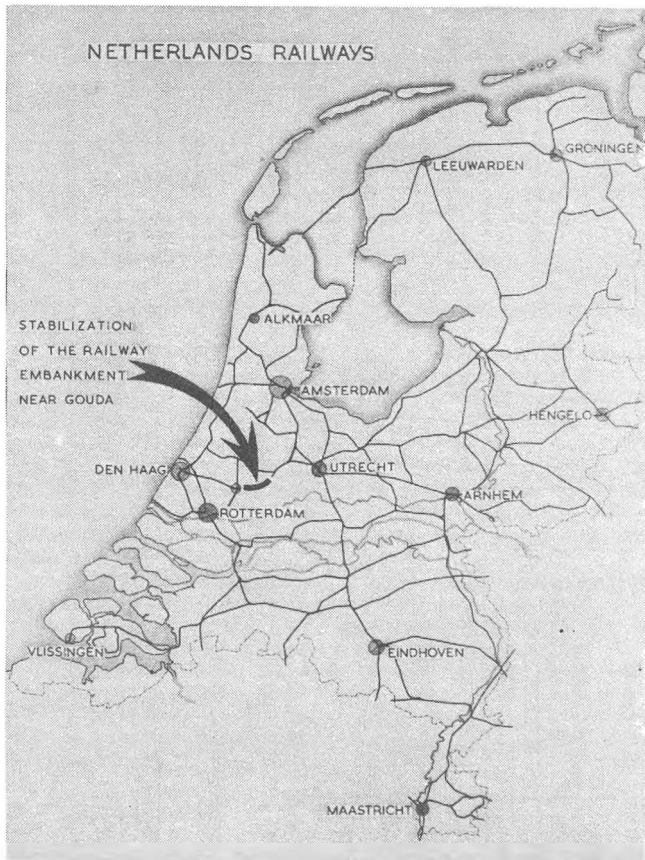 NETHERLANDS RAILWAYS
GRONINGEN
LEEUWARDEN
ALKMAAR
STABILIZATION
OF THE RAILWAY
EMBANKMENT
NEAR GOUDA
AMSTERDAM
HENGELO
DEN HAAG
UTRECHT
ARNHEM
ROTTERDAM
VLISSINGEN
EINDHOVEN
MAASTRICHT